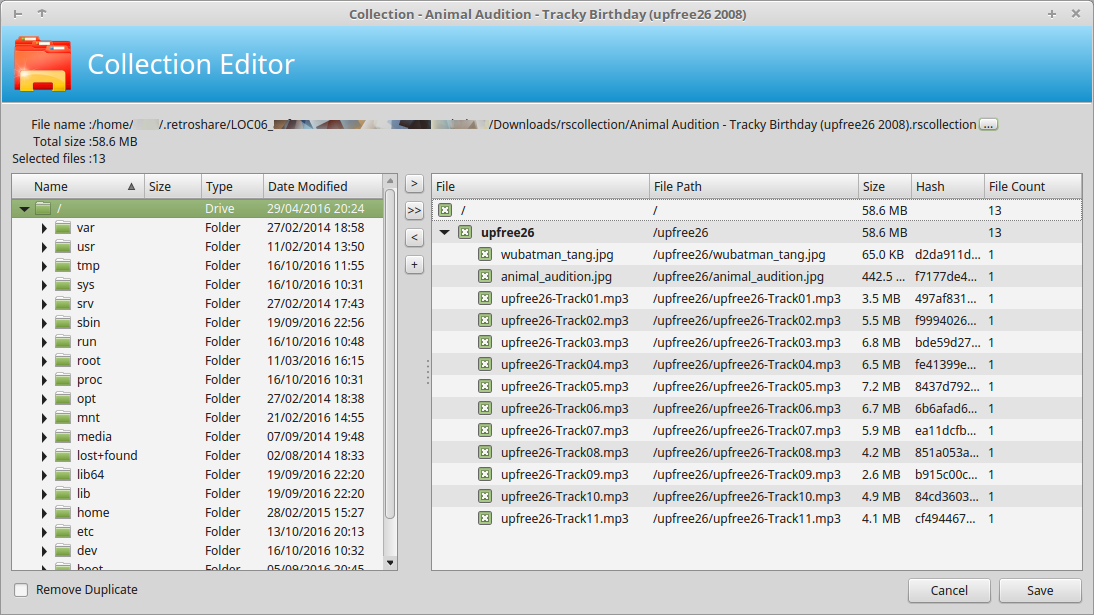 Collection - Animal Audition - Tracky Birthday (upfree26 2008)
Collection Editor
File name :/home/ /.retroshare/LOC06_ /Downloads/rscollection/Animal Audition - Tracky Birthday (upfree26 2008).rscollection ...
Total size :58.6 MB
Selected files :13
Name Size Type Date Modified
/ Drive 29/04/2016 20:24
var Folder 27/02/2014 18:58
usr Folder 11/02/2014 13:50
tmp Folder 16/10/2016 11:55
sys Folder 16/10/2016 10:31
srv Folder 27/02/2014 17:43
sbin Folder 19/09/2016 22:56
run Folder 16/10/2016 10:48
root Folder 11/03/2016 16:15
proc Folder 16/10/2016 10:31
opt Folder 27/02/2014 18:38
mnt Folder 21/02/2016 14:55
media Folder 07/09/2014 19:48
lost+found Folder 02/08/2014 18:33
lib64 Folder 19/09/2016 22:20
lib Folder 19/09/2016 22:20
home Folder 28/02/2015 15:27
etc Folder 13/10/2016 20:13
dev Folder 16/10/2016 10:32
boot Folder 05/09/2016 20:45
>
>>
<
+
File File Path Size Hash File Count
/ / 58.6 MB 13
upfree26 /upfree26 58.6 MB 13
wubatman_tang.jpg /upfree26/wubatman_tang.jpg 65.0 KB d2da911d... 1
animal_audition.jpg /upfree26/animal_audition.jpg 442.5 ... f7177de4... 1
upfree26-Track01.mp3 /upfree26/upfree26-Track01.mp3 3.5 MB 497af831... 1
upfree26-Track02.mp3 /upfree26/upfree26-Track02.mp3 5.5 MB f9994026... 1
upfree26-Track03.mp3 /upfree26/upfree26-Track03.mp3 6.8 MB bde59d27... 1
upfree26-Track04.mp3 /upfree26/upfree26-Track04.mp3 6.5 MB fe41399e... 1
upfree26-Track05.mp3 /upfree26/upfree26-Track05.mp3 7.2 MB 8437d792... 1
upfree26-Track06.mp3 /upfree26/upfree26-Track06.mp3 6.7 MB 6b6afad6... 1
upfree26-Track07.mp3 /upfree26/upfree26-Track07.mp3 5.9 MB ea11dcfb... 1
upfree26-Track08.mp3 /upfree26/upfree26-Track08.mp3 4.2 MB 851a053a... 1
upfree26-Track09.mp3 /upfree26/upfree26-Track09.mp3 2.6 MB b915c00c... 1
upfree26-Track10.mp3 /upfree26/upfree26-Track10.mp3 4.9 MB 84cd3603... 1
upfree26-Track11.mp3 /upfree26/upfree26-Track11.mp3 4.1 MB cf494467... 1
Remove Duplicate
Cancel Save